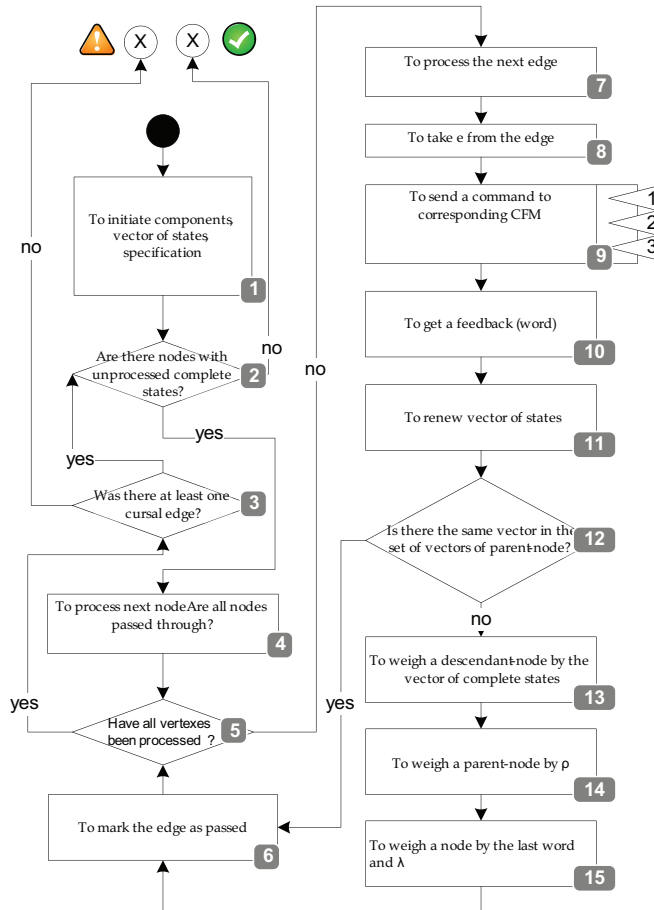 X
X
To initiate components,
vector of states,
specification
1
no
Are there nodes with
unprocessed complete
states?
2
no
yes
yes
Was there at least one
cursal edge?
3
To process next nodeAre all nodes
passed through?
4
yes
Have all vertexes
been processed ?
5
no
To mark the edge as passed
6
To process the next edge
7
To take e from the edge
8
To send a command to
corresponding CFM
9
1
2
3
To get a feedback (word)
10
To renew vector of states
11
Is there the same vector in the
set of vectors of parent-node?
12
yes
no
To weigh a descendant-node by the
vector of complete states
13
To weigh a parent-node by ρ
14
To weigh a node by the last word
and λ
15